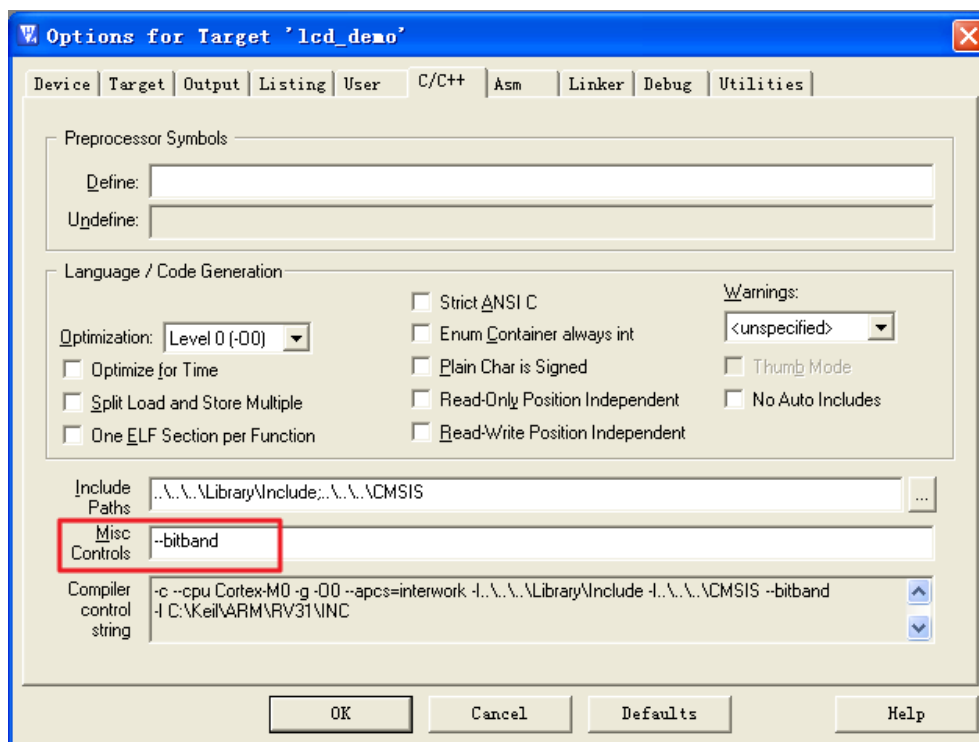 Options for Target 'lcd_demo'
Device Target Output Listing User C/C++ Asm Linker Debug Utilities
Preprocessor Symbols
Define:
Undefine:
Language / Code Generation
Optimization: Level 0 (-O0)
Optimize for Time
Split Load and Store Multiple
One ELF Section per Function
Strict ANSI C
Enum Container always int
Plain Char is Signed
Read-Only Position Independent
Read-Write Position Independent
Warnings:
<unspecified>
Thumb Mode
No Auto Includes
Include Paths
..\..\..\Library\Include;..\..\..\CMSIS
...
Misc Controls
--bitband
Compiler control string
-c --cpu Cortex-M0 -g -O0 --apcs=interwork -I..\..\..\Library\Include -I..\..\..\CMSIS --bitband
-I C:\Keil\ARM\RV31\INC
OK Cancel Defaults Help